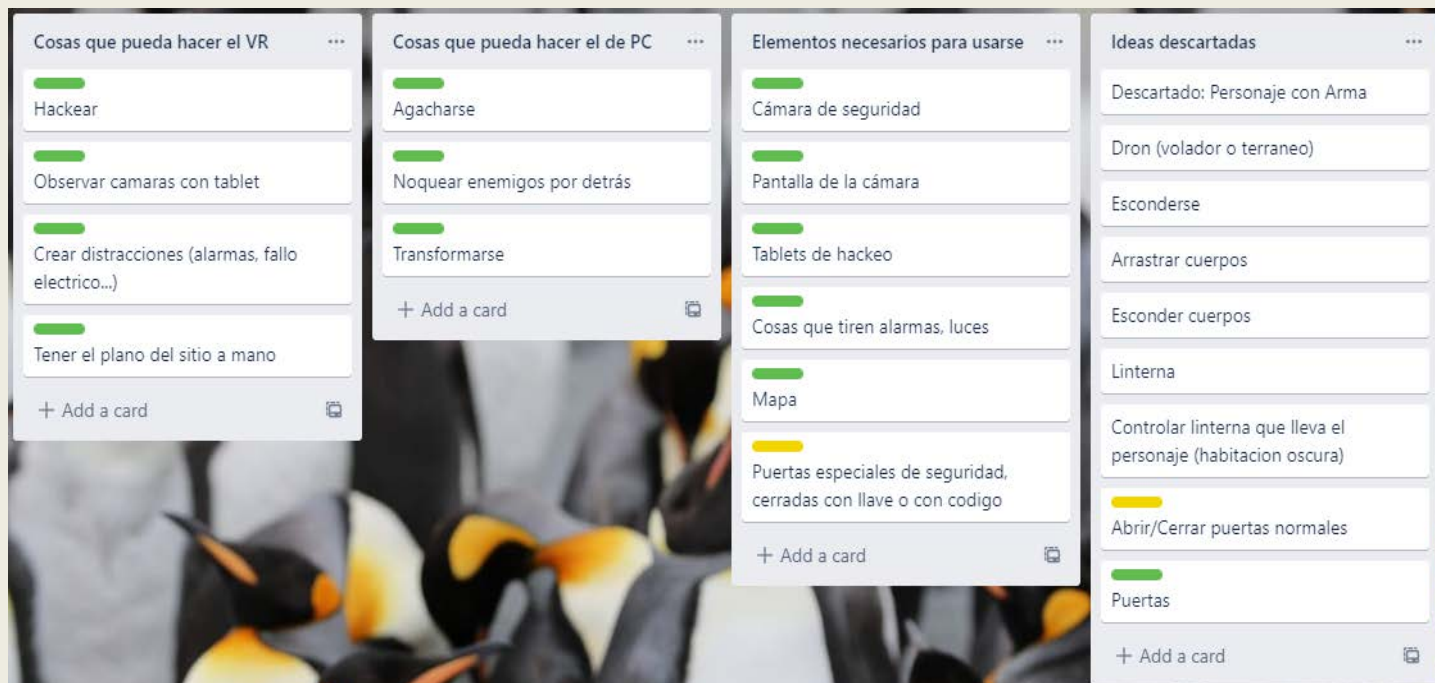 Cosas que pueda hacer el VR
Hackear
Observar camaras con tablet
Crear distracciones (alarmas, fallo
electrico...)
Tener el plano del sitio a mano
+ Add a card
Cosas que pueda hacer el de PC
Agacharse
Noquear enemigos por detrás
Transformarse
+ Add a card
Elementos necesarios para usarse
Cámara de seguridad
Pantalla de la cámara
Tablets de hackeo
Cosas que tiren alarmas, luces
Mapa
Puertas especiales de seguridad,
cerradas con llave o con codigo
+ Add a card
Ideas descartadas
Descartado: Personaje con Arma
Dron (volador o terraneo)
Esconderse
Arrastrar cuerpos
Esconder cuerpos
Linterna
Controlar linterna que lleva el
personaje (habitacion oscura)
Abrir/Cerrar puertas normales
Puertas
+ Add a card